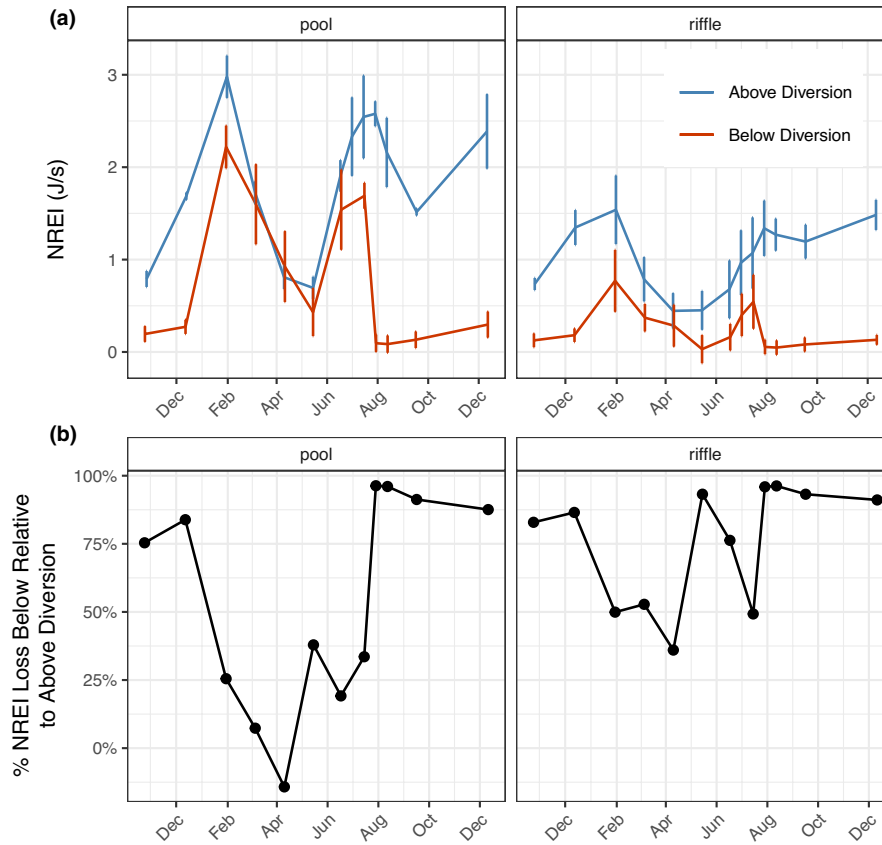 (a)
pool
riffle
NREI (J/s)
3
2
1
0
Above Diversion
Below Diversion
Dec
Feb
Apr
Jun
Aug
Oct
Dec
Dec
Feb
Apr
Jun
Aug
Oct
Dec
(b)
pool
riffle
% NREI Loss Below Relative
to Above Diversion
100%
75%
50%
25%
0%
Dec
Feb
Apr
Jun
Aug
Oct
Dec
Dec
Feb
Apr
Jun
Aug
Oct
Dec